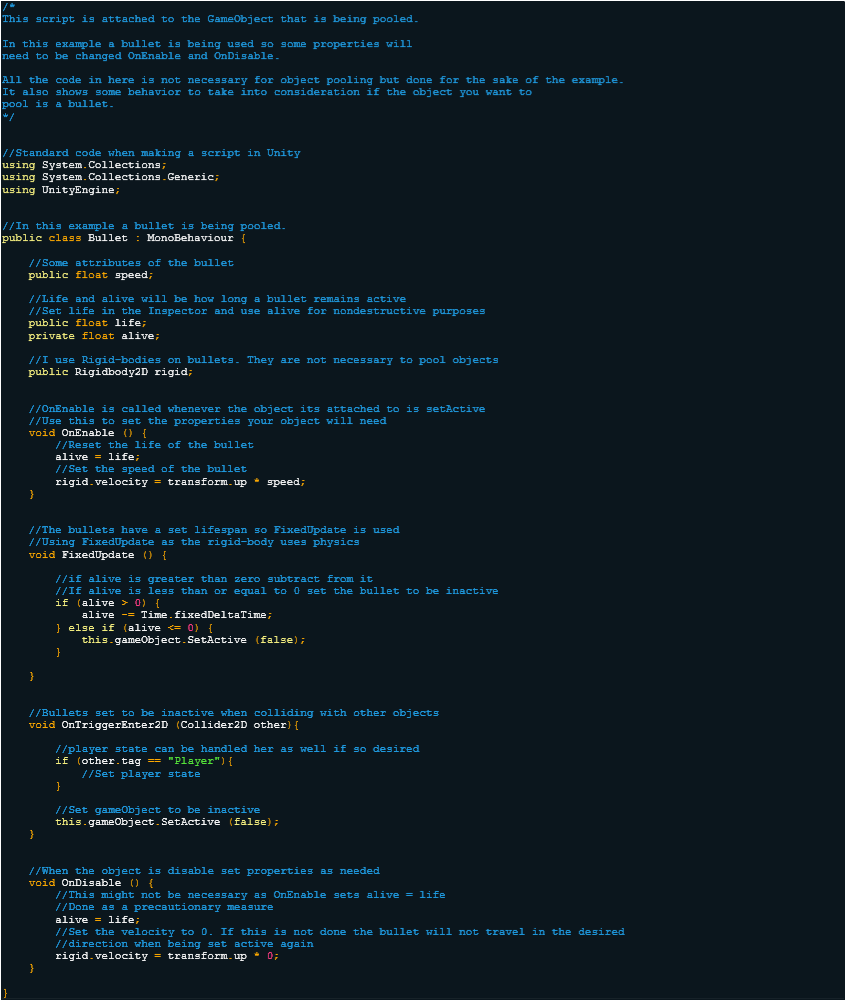 /*
This script is attached to the GameObject that is being pooled.
In this example a bullet is being used so some properties will
need to be changed OnEnable and OnDisable.
All the code in here is not necessary for object pooling but done for the sake of the example.
It also shows some behavior to take into consideration if the object you want to
pool is a bullet.
*/
//Standard code when making a script in Unity
using System.Collections;
using System.Collections.Generic;
using UnityEngine;
//In this example a bullet is being pooled.
public class Bullet : MonoBehaviour {
//Some attributes of the bullet
public float speed;
//Life and alive will be how long a bullet remains active
//Set life in the Inspector and use alive for nondestructive purposes
public float life;
private float alive;
//I use Rigid-bodies on bullets. They are not necessary to pool objects
public Rigidbody2D rigid;
//OnEnable is called whenever the object its attached to is setActive
//Use this to set the properties your object will need
void OnEnable () {
//Reset the life of the bullet
alive = life;
//Set the speed of the bullet
rigid.velocity = transform.up * speed;
}
//The bullets have a set lifespan so FixedUpdate is used
//Using FixedUpdate as the rigid-body uses physics
void FixedUpdate () {
//if alive is greater than zero subtract from it
//If alive is less than or equal to 0 set the bullet to be inactive
if (alive > 0) {
alive -= Time.fixedDeltaTime;
} else if (alive <= 0) {
this.gameObject.SetActive (false);
}
}
//Bullets set to be inactive when colliding with other objects
void OnTriggerEnter2D (Collider2D other){
//player state can be handled her as well if so desired
if (other.tag == "Player"){
//Set player state
}
//Set gameObject to be inactive
this.gameObject.SetActive (false);
}
//When the object is disable set properties as needed
void OnDisable () {
//This might not be necessary as OnEnable sets alive = life
//Done as a precautionary measure
alive = life;
//Set the velocity to 0. If this is not done the bullet will not travel in the desired
//direction when being set active again
rigid.velocity = transform.up * 0;
}
}